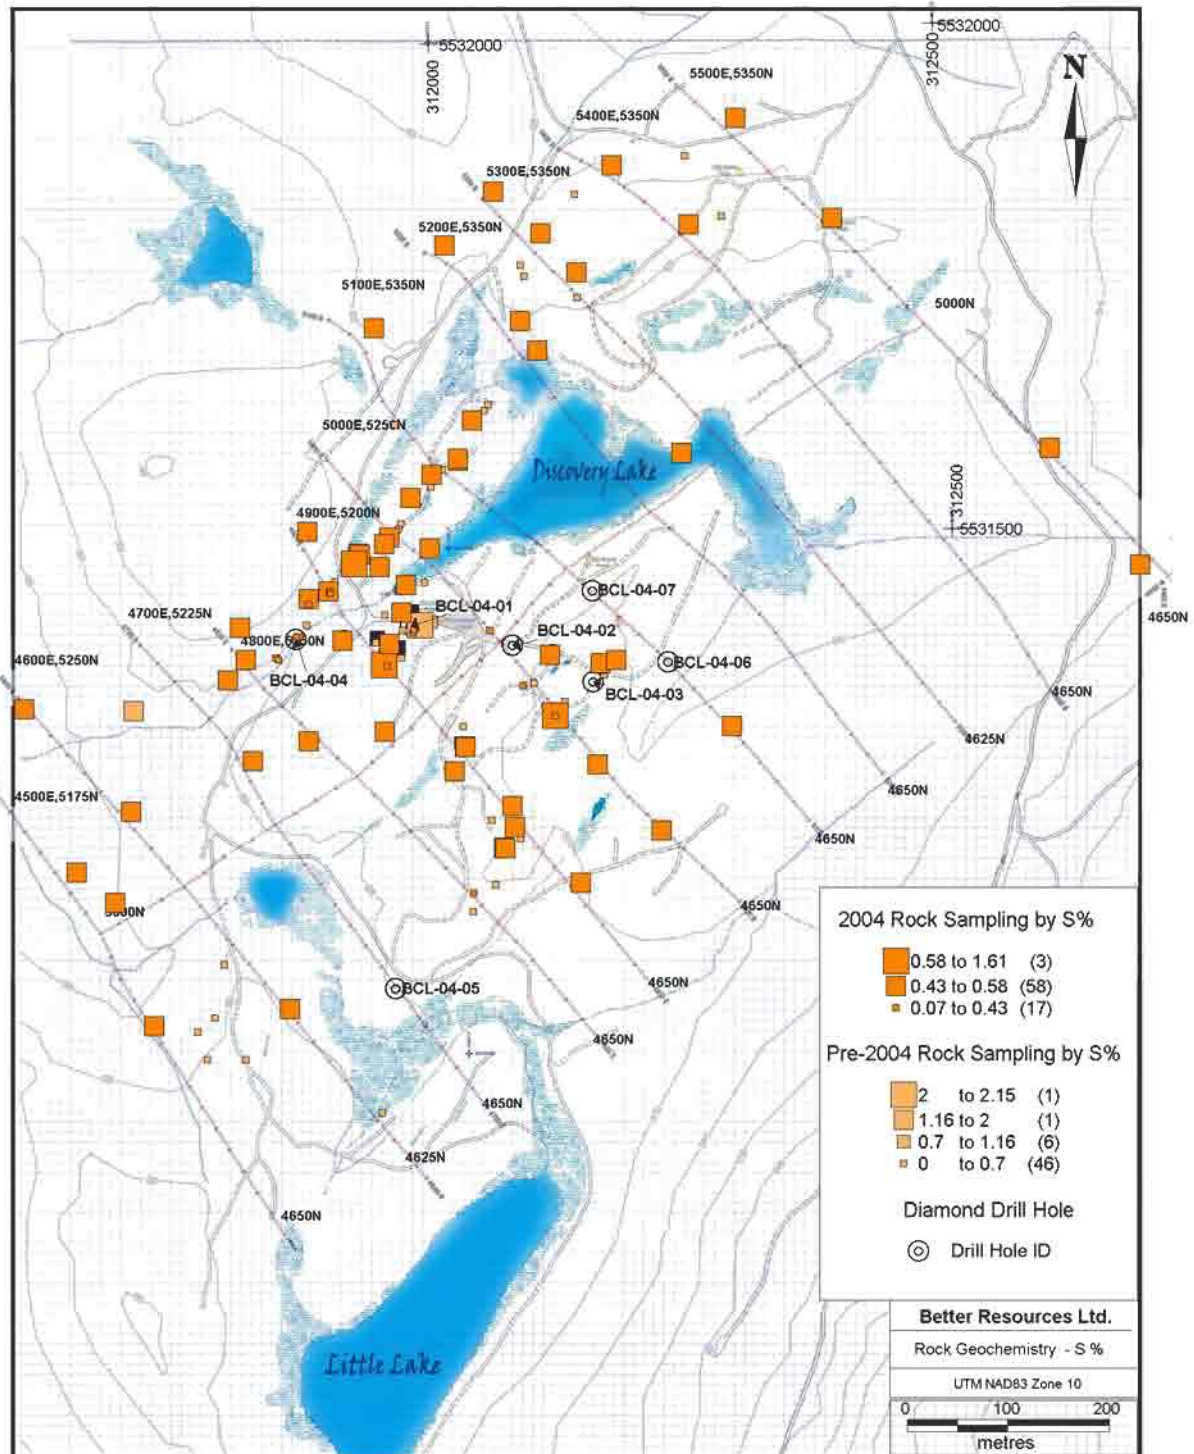 5532000
312000
5532000
312500
N
5500E,5350N
5400E,5350N
5300E,5350N
5200E,5350N
5100E,5350N
5000N
5000E,5250N
Discovery Lake
312500
5531500
4900E,5200N
BCL-04-07
BCL-04-01
4700E,5225N
BCL-04-02
4650N
BCL-04-06
4600E,5250N
BCL-04-04
BCL-04-03
4650N
4625N
4500E,5175N
4650N
4650N
4650N
BCL-04-05
4650N
4650N
4650N
4625N
4650N
Little Lake
2004 Rock Sampling by S%
0.58 to 1.61 (3)
0.43 to 0.58 (58)
0.07 to 0.43 (17)
Pre-2004 Rock Sampling by S%
2 to 2.15 (1)
1.16 to 2 (1)
0.7 to 1.16 (6)
0 to 0.7 (46)
Diamond Drill Hole
Drill Hole ID
Better Resources Ltd.
Rock Geochemistry - S %
UTM NAD83 Zone 10
0 100 200
metres